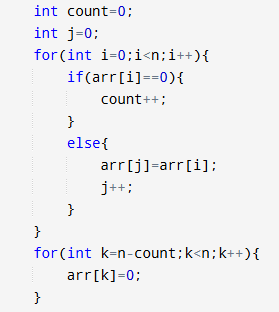 int count=0;
int j=0;
for(int i=0;i<n;i++){
    if(arr[i]==0){
        count++;
    }
    else{
        arr[j]=arr[i];
        j++;
    }
}
for(int k=n-count;k<n;k++){
    arr[k]=0;
}